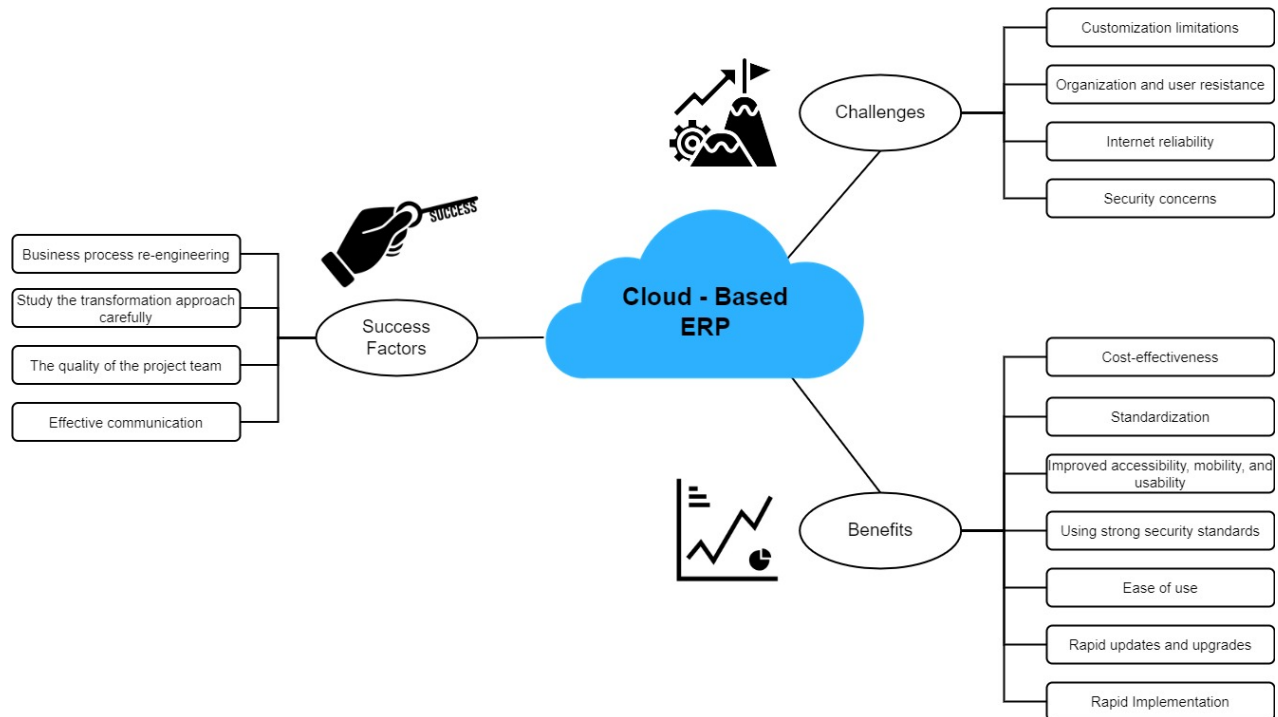 Customization limitations
Organization and user resistance
Challenges
Internet reliability
Security concerns
SUCCESS
Business process re-engineering
Study the transformation approach
carefully
The quality of the project team
Effective communication
Success
Factors
Cloud - Based
ERP
Cost-effectiveness
Standardization
Improved accessibility, mobility, and
usability
Using strong security standards
Benefits
Ease of use
Rapid updates and upgrades
Rapid Implementation